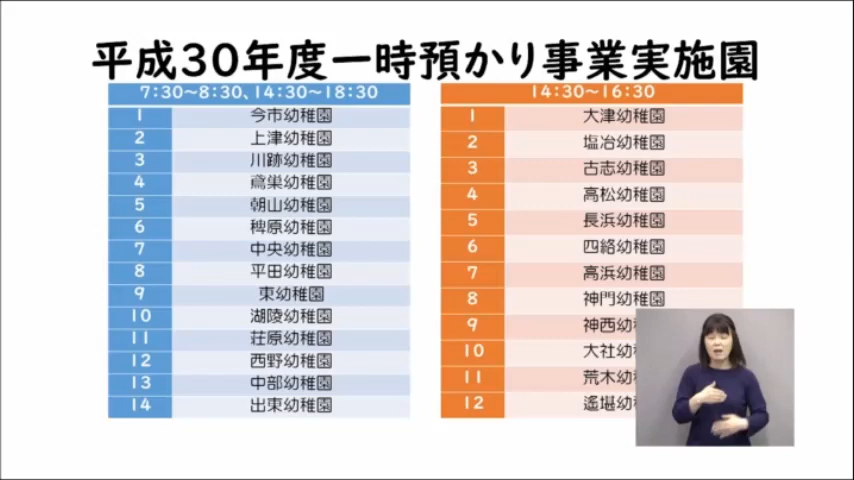 平成30年度一時預かり事業実施園
7:30~8:30、14:30~18:30
1 今市幼稚園
2 上津幼稚園
3 川跡幼稚園
4 鳶巣幼稚園
5 朝山幼稚園
6 稗原幼稚園
7 中央幼稚園
8 平田幼稚園
9 東幼稚園
10 湖陵幼稚園
11 荘原幼稚園
12 西野幼稚園
13 中部幼稚園
14 出東幼稚園
14:30~16:30
1 大津幼稚園
2 塩冶幼稚園
3 古志幼稚園
4 高松幼稚園
5 長浜幼稚園
6 四絡幼稚園
7 高浜幼稚園
8 神門幼稚園
9 神西幼
10 大社幼
11 荒木幼
12 遙堪幼